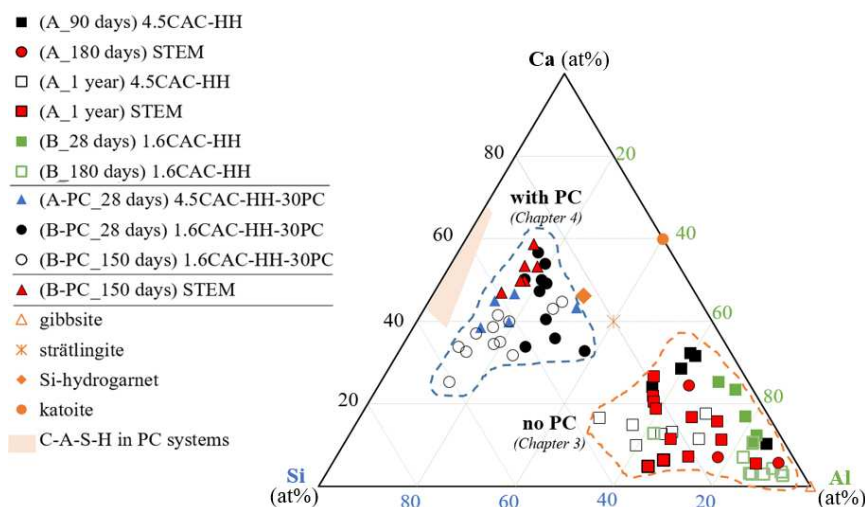 (A_90 days) 4.5CAC-HH
(A_180 days) STEM
(A_1 year) 4.5CAC-HH
(A_1 year) STEM
(B_28 days) 1.6CAC-HH
(B_180 days) 1.6CAC-HH
(A-PC_28 days) 4.5CAC-HH-30PC
(B-PC_28 days) 1.6CAC-HH-30PC
(B-PC_150 days) 1.6CAC-HH-30PC
(B-PC_150 days) STEM
gibbsite
strätlingite
Si-hydrogarnet
katoite
C-A-S-H in PC systems
Ca (at%)
80
20
with PC
(Chapter 4)
60
40
40
60
no PC
(Chapter 3)
20
80
Si
(at%)
Al
(at%)
80
60
40
20